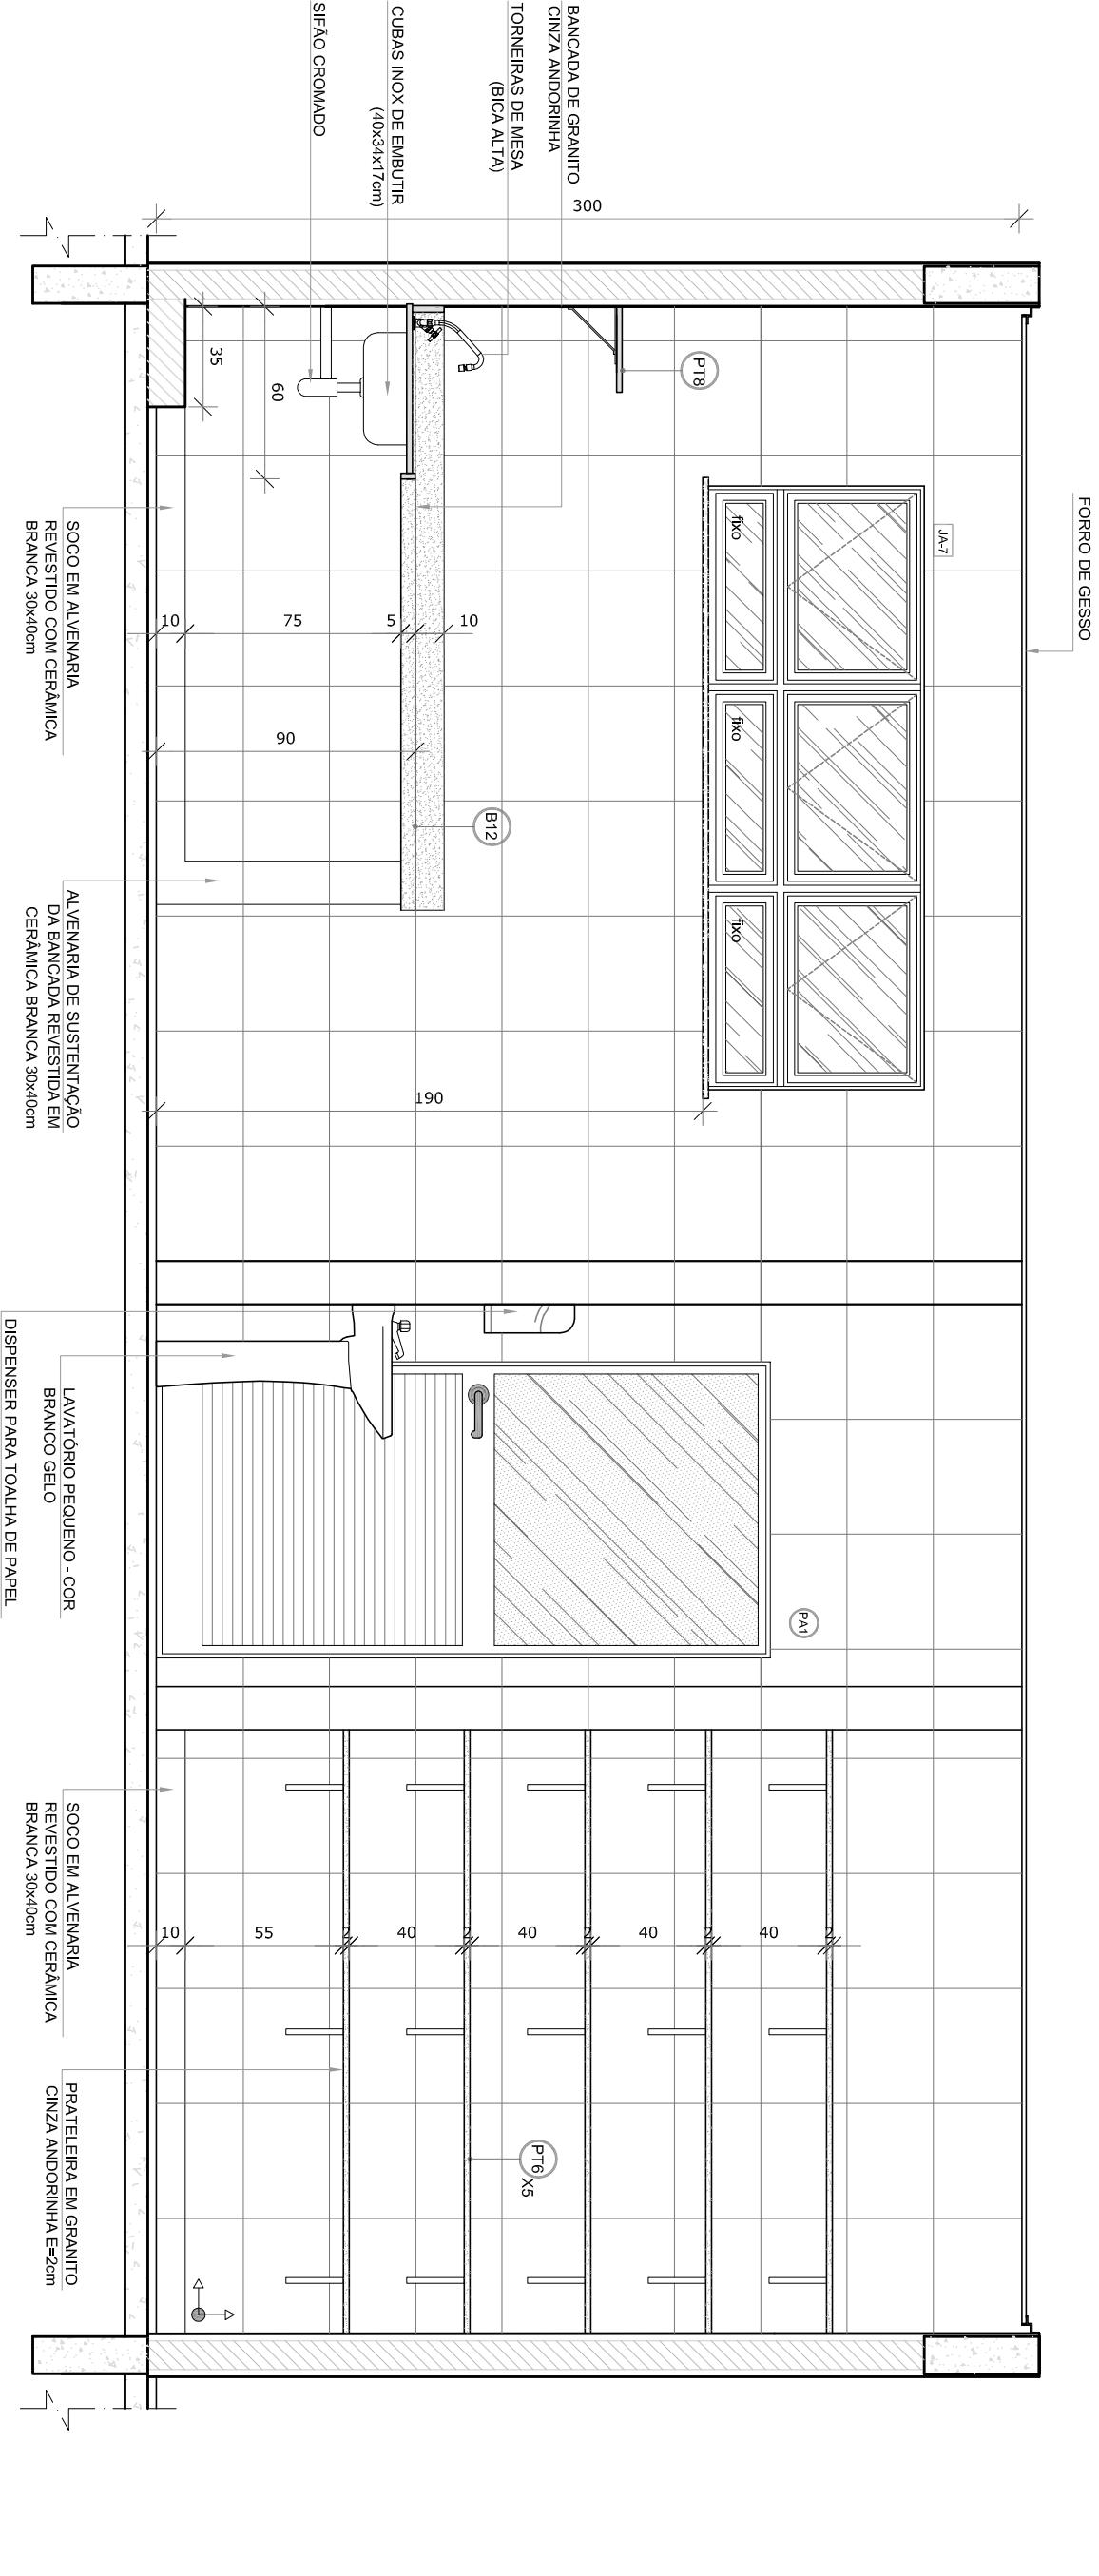 FORRO DE GESSO
BANCADA DE GRANITO
CINZA ANDORINHA
TORNEIRAS DE MESA
(BICA ALTA)
CUBAS INOX DE EMBUTIR
(40x34x17cm)
SIFÃO CROMADO
300
PT8
JA-7
fixo
fixo
fixo
35
60
10
75
5
10
90
B12
190
PA1
10
55
2
40
2
40
2
40
2
40
2
PT6
X5
SOCO EM ALVENARIA
REVESTIDO COM CERÂMICA
BRANCA 30x40cm
ALVENARIA DE SUSTENTAÇÃO
DA BANCADA REVESTIDA EM
CERÂMICA BRANCA 30x40cm
LAVATÓRIO PEQUENO - COR
BRANCO GELO
DISPENSER PARA TOALHA DE PAPEL
SOCO EM ALVENARIA
REVESTIDO COM CERÂMICA
BRANCA 30x40cm
PRATELEIRA EM GRANITO
CINZA ANDORINHA E=2cm